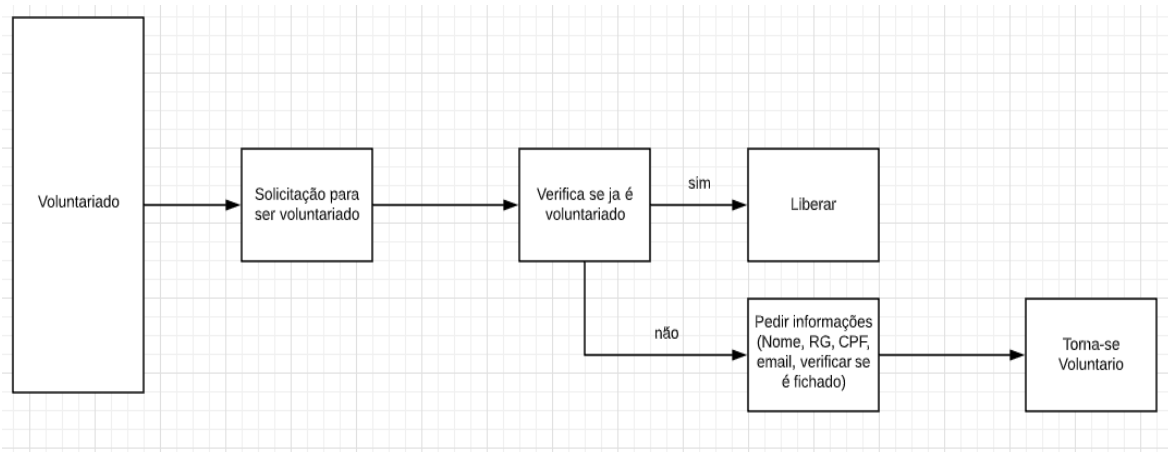 Voluntariado
Solicitação para
ser voluntariado
Verifica se ja é
voluntariado
sim
Liberar
não
Pedir informações
(Nome, RG, CPF,
email, verificar se
é fichado)
Torna-se
Voluntario